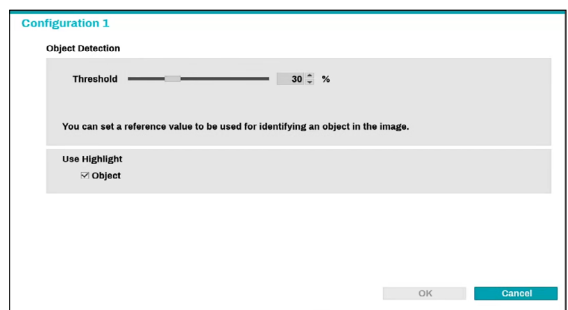 Configuration 1
Object Detection
Threshold 30 %
You can set a reference value to be used for identifying an object in the image.
Use Highlight
Object
OK Cancel